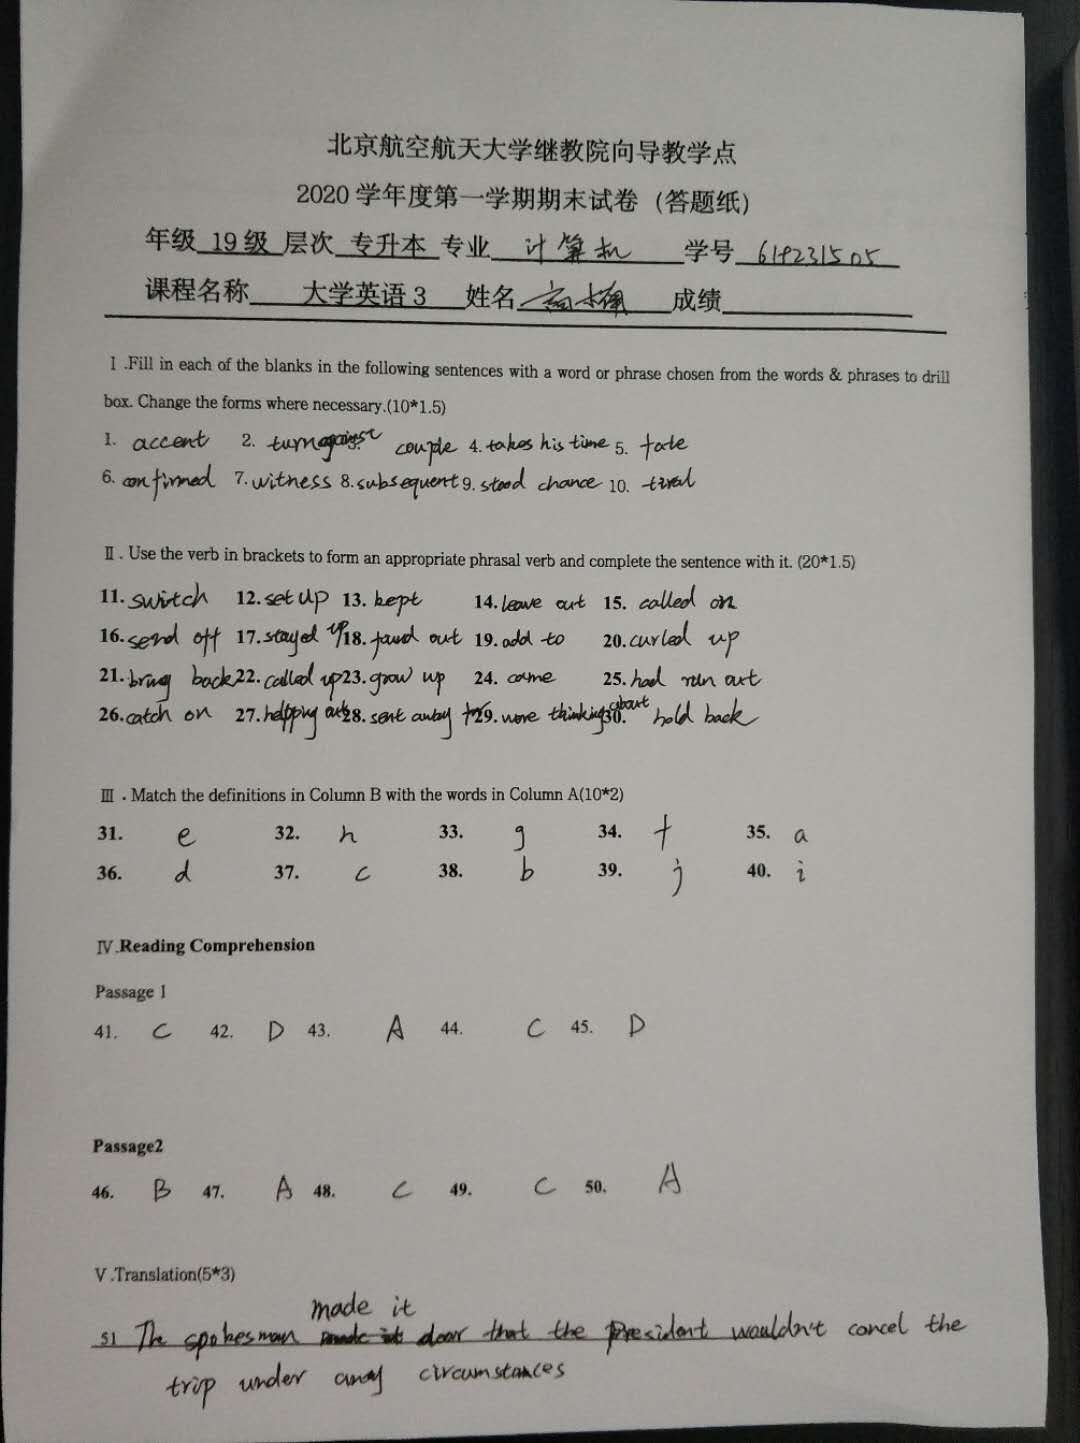 北京航空航天大学继教院向导教学点
2020 学年度第一学期期末试卷（答题纸）
年级 19 级 层次 专升本 专业 计算机 学号 619231505
课程名称 大学英语 3 姓名 高 成绩
Ⅰ .Fill in each of the blanks in the following sentences with a word or phrase chosen from the words & phrases to drill
box. Change the forms where necessary.(10*1.5)
1. accent 2. turn against 3. couple 4. takes his time 5. fate
6. confirmed 7. witness 8. subsequent 9. stood chance 10. tired
Ⅱ . Use the verb in brackets to form an appropriate phrasal verb and complete the sentence with it. (20*1.5)
11. switch 12. set up 13. kept 14. leave out 15. called on
16. send off 17. stayed up 18. found out 19. add to 20. curled up
21. bring back 22. called up 23. grow up 24. came 25. had run out
26. catch on 27. helpping out 28. sent away for 29. were thinking about 30. hold back
Ⅲ . Match the definitions in Column B with the words in Column A(10*2)
31. e 32. h 33. g 34. f 35. a
36. d 37. c 38. b 39. j 40. i
Ⅳ .Reading Comprehension
Passage 1
41. C 42. D 43. A 44. C 45. D
Passage2
46. B 47. A 48. C 49. C 50. A
Ⅴ .Translation(5*3)
made it
51 The spokesman made it clear that the President wouldn't cancel the
trip under any circumstances